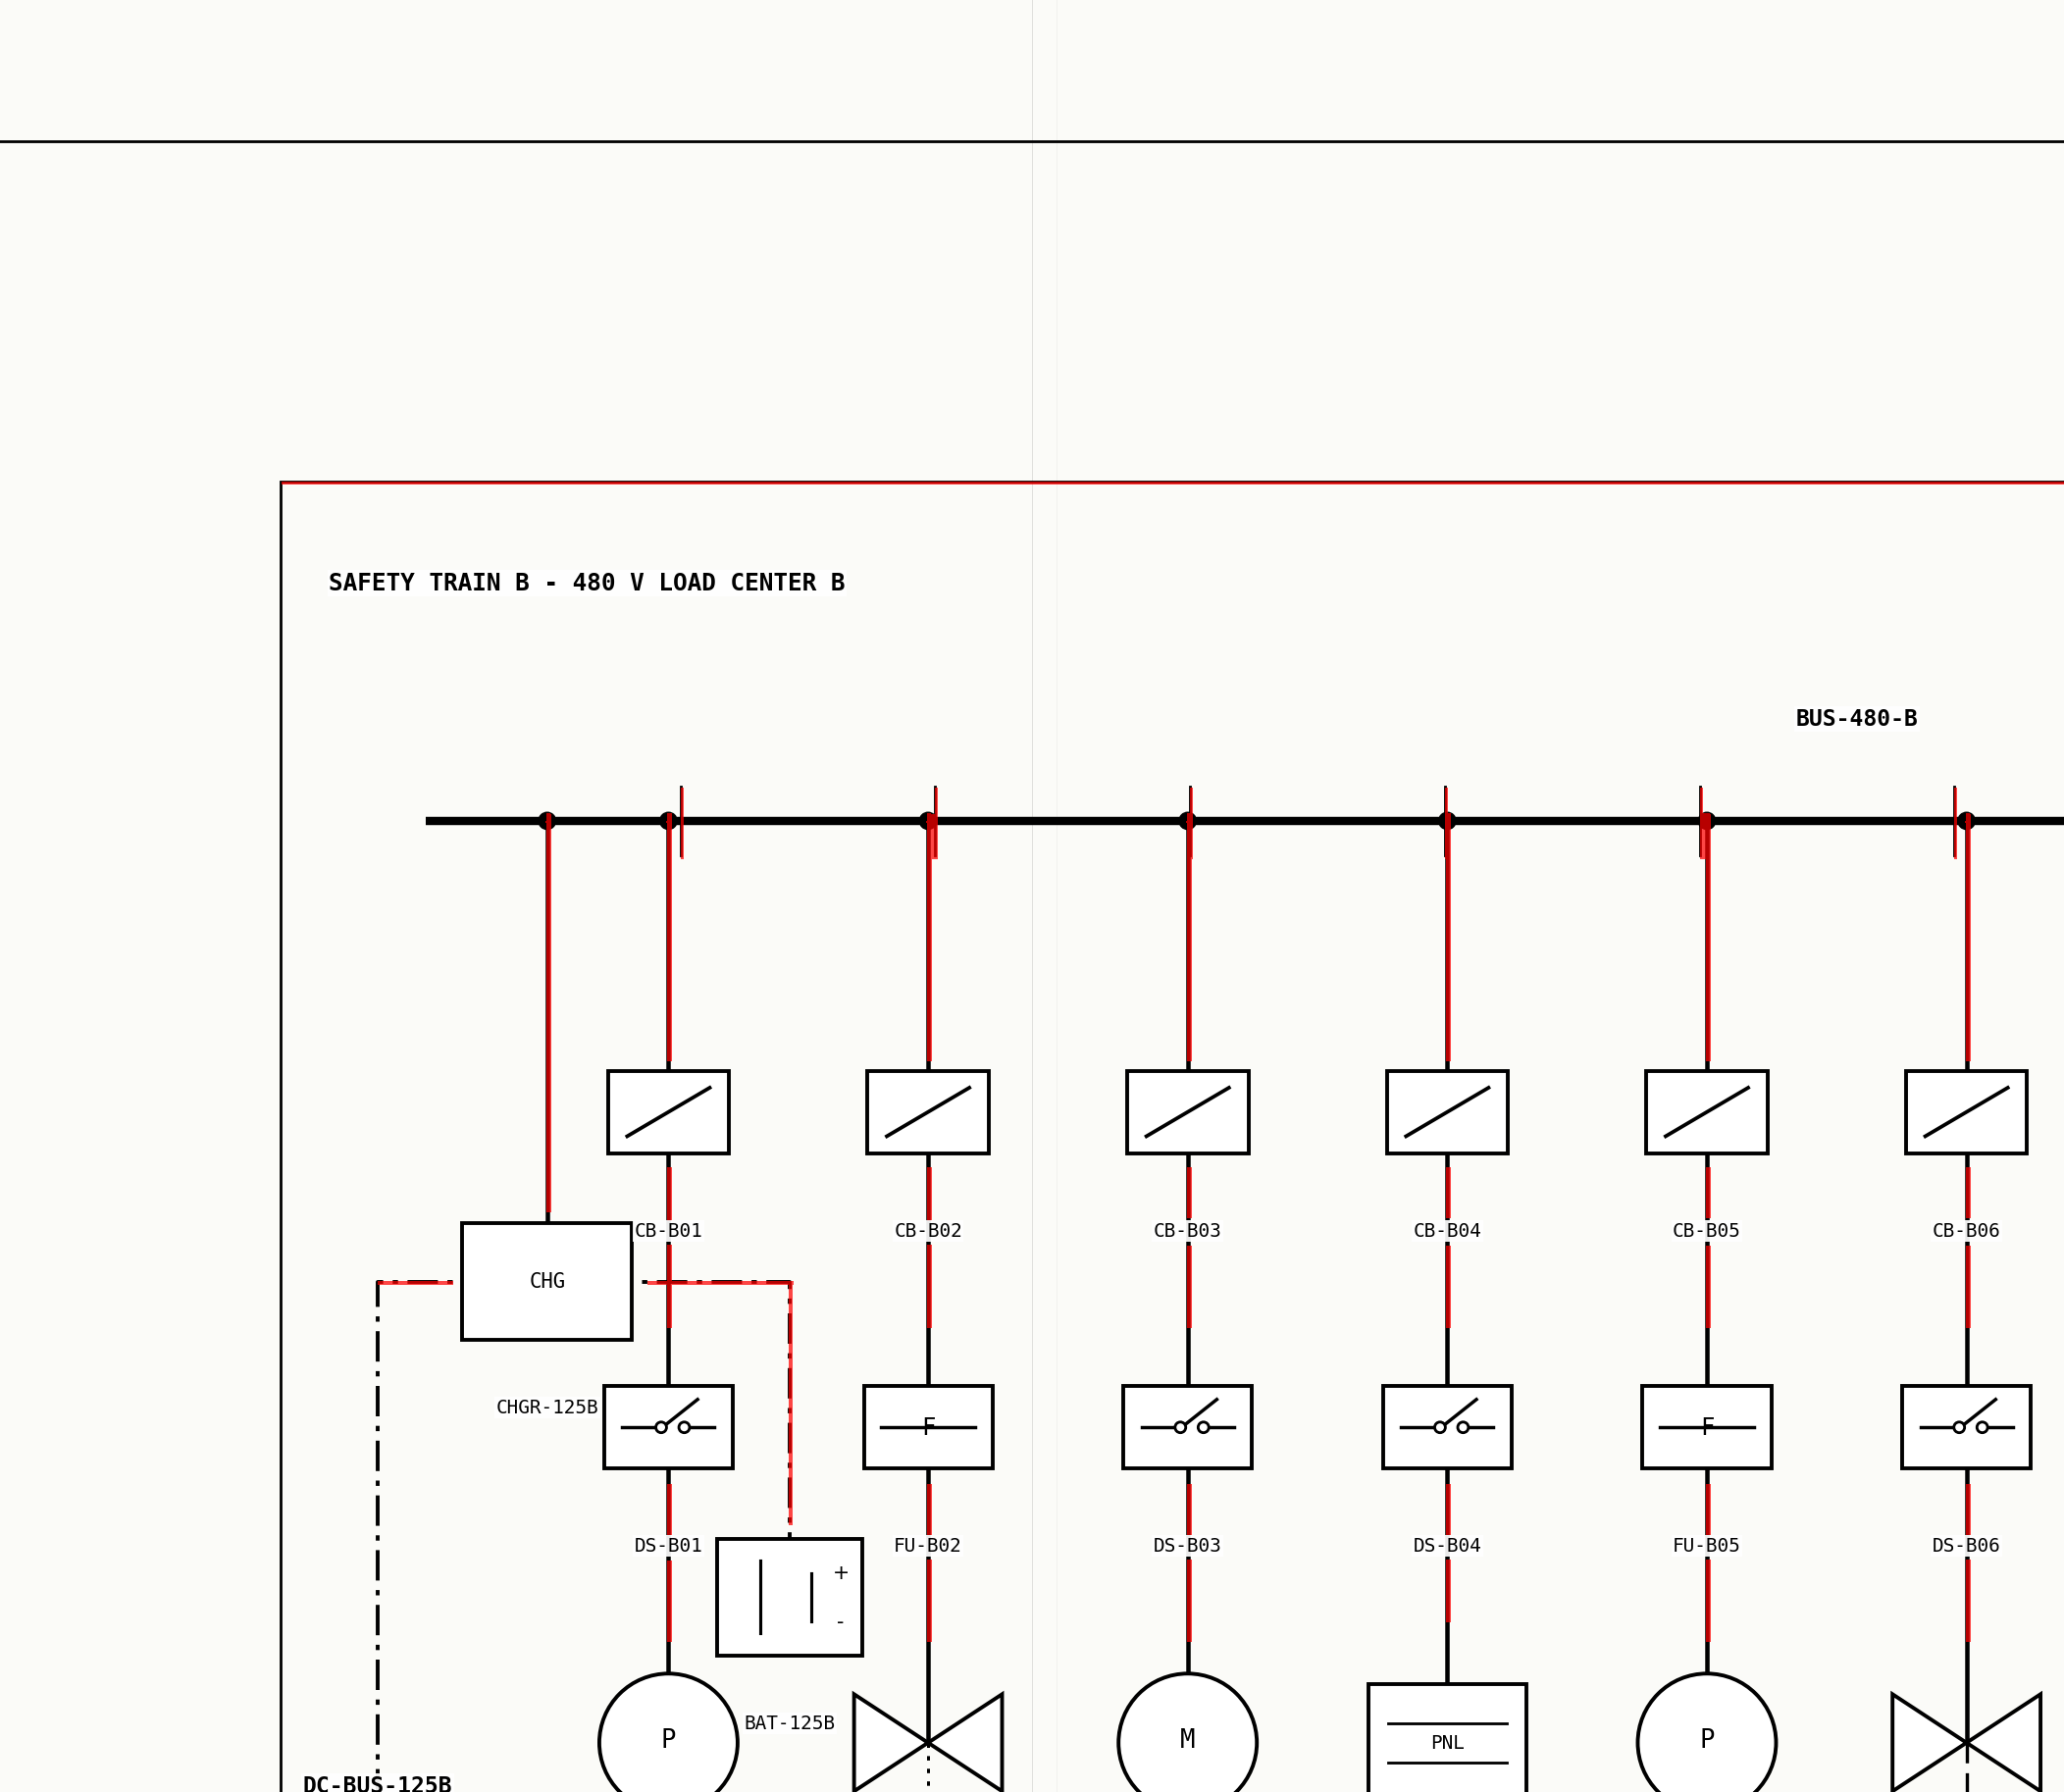 SAFETY TRAIN B - 480 V LOAD CENTER B
BUS-480-B
CB-B01
CB-B02
CB-B03
CB-B04
CB-B05
CB-B06
CHG
CHGR-125B
F
F
DS-B01
FU-B02
DS-B03
DS-B04
FU-B05
DS-B06
+
-
BAT-125B
P
M
PNL
P
DC-BUS-125B